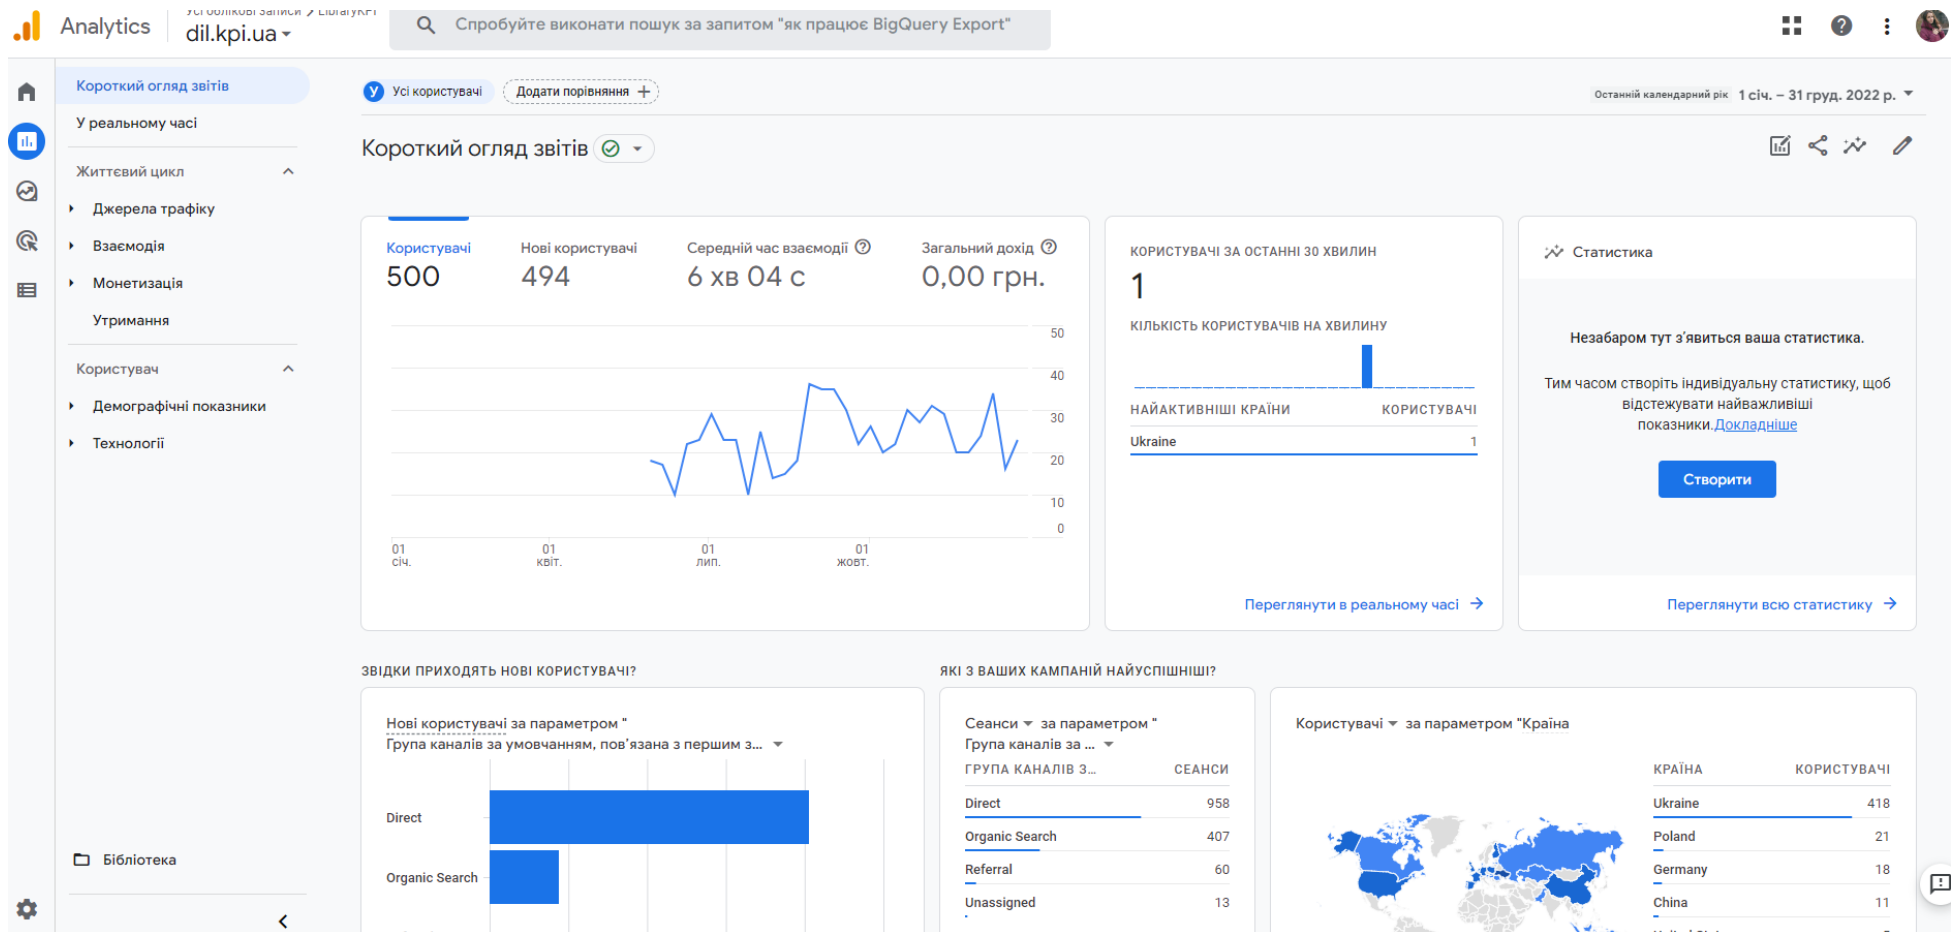 Analytics
Усі облікові записи > LibraryKPI
dil.kpi.ua
Спробуйте виконати пошук за запитом "як працює BigQuery Export"
Короткий огляд звітів
У реальному часі
Життєвий цикл
Джерела трафіку
Взаємодія
Монетизація
Утримання
Користувач
Демографічні показники
Технології
Бібліотека
У Усі користувачі
Додати порівняння +
Останній календарний рік 1 січ. – 31 груд. 2022 р.
Короткий огляд звітів
Користувачі
500
Нові користувачі
494
Середній час взаємодії
6 хв 04 с
Загальний дохід
0,00 грн.
50
40
30
20
10
0
01
січ.
01
квіт.
01
лип.
01
жовт.
КОРИСТУВАЧІ ЗА ОСТАННІ 30 ХВИЛИН
1
КІЛЬКІСТЬ КОРИСТУВАЧІВ НА ХВИЛИНУ
НАЙАКТИВНІШІ КРАЇНИ КОРИСТУВАЧІ
Ukraine 1
Переглянути в реальному часі
Статистика
Незабаром тут з’явиться ваша статистика.
Тим часом створіть індивідуальну статистику, щоб
відстежувати найважливіші
показники.Докладніше
Створити
Переглянути всю статистику
ЗВІДКИ ПРИХОДЯТЬ НОВІ КОРИСТУВАЧІ?
Нові користувачі за параметром "
Група каналів за умовчанням, пов’язана з першим з...
Direct
Organic Search
ЯКІ З ВАШИХ КАМПАНІЙ НАЙУСПІШНІШІ?
Сеанси за параметром "
Група каналів за ...
ГРУПА КАНАЛІВ З... СЕАНСИ
Direct 958
Organic Search 407
Referral 60
Unassigned 13
Користувачі за параметром "Країна
КРАЇНА КОРИСТУВАЧІ
Ukraine 418
Poland 21
Germany 18
China 11